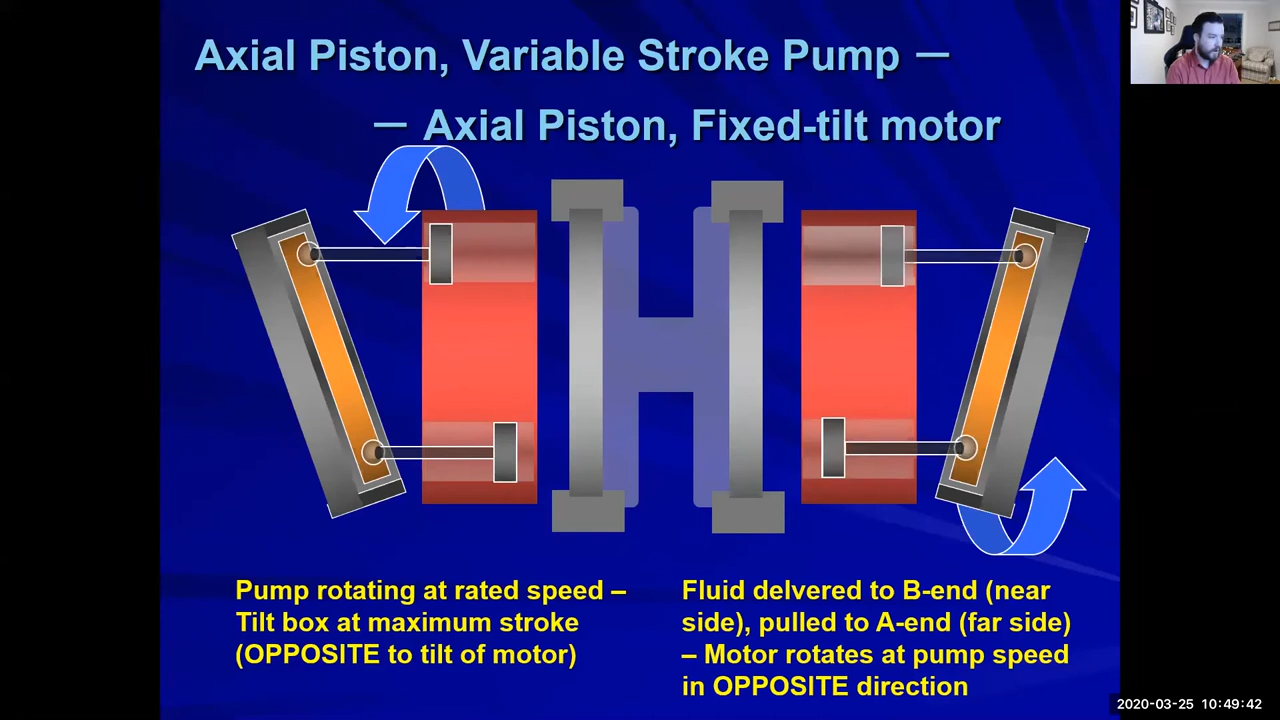 Axial Piston, Variable Stroke Pump —
— Axial Piston, Fixed-tilt motor
Pump rotating at rated speed –
Tilt box at maximum stroke
(OPPOSITE to tilt of motor)
Fluid delvered to B-end (near
side), pulled to A-end (far side)
– Motor rotates at pump speed
in OPPOSITE direction
2020-03-25 10:49:42